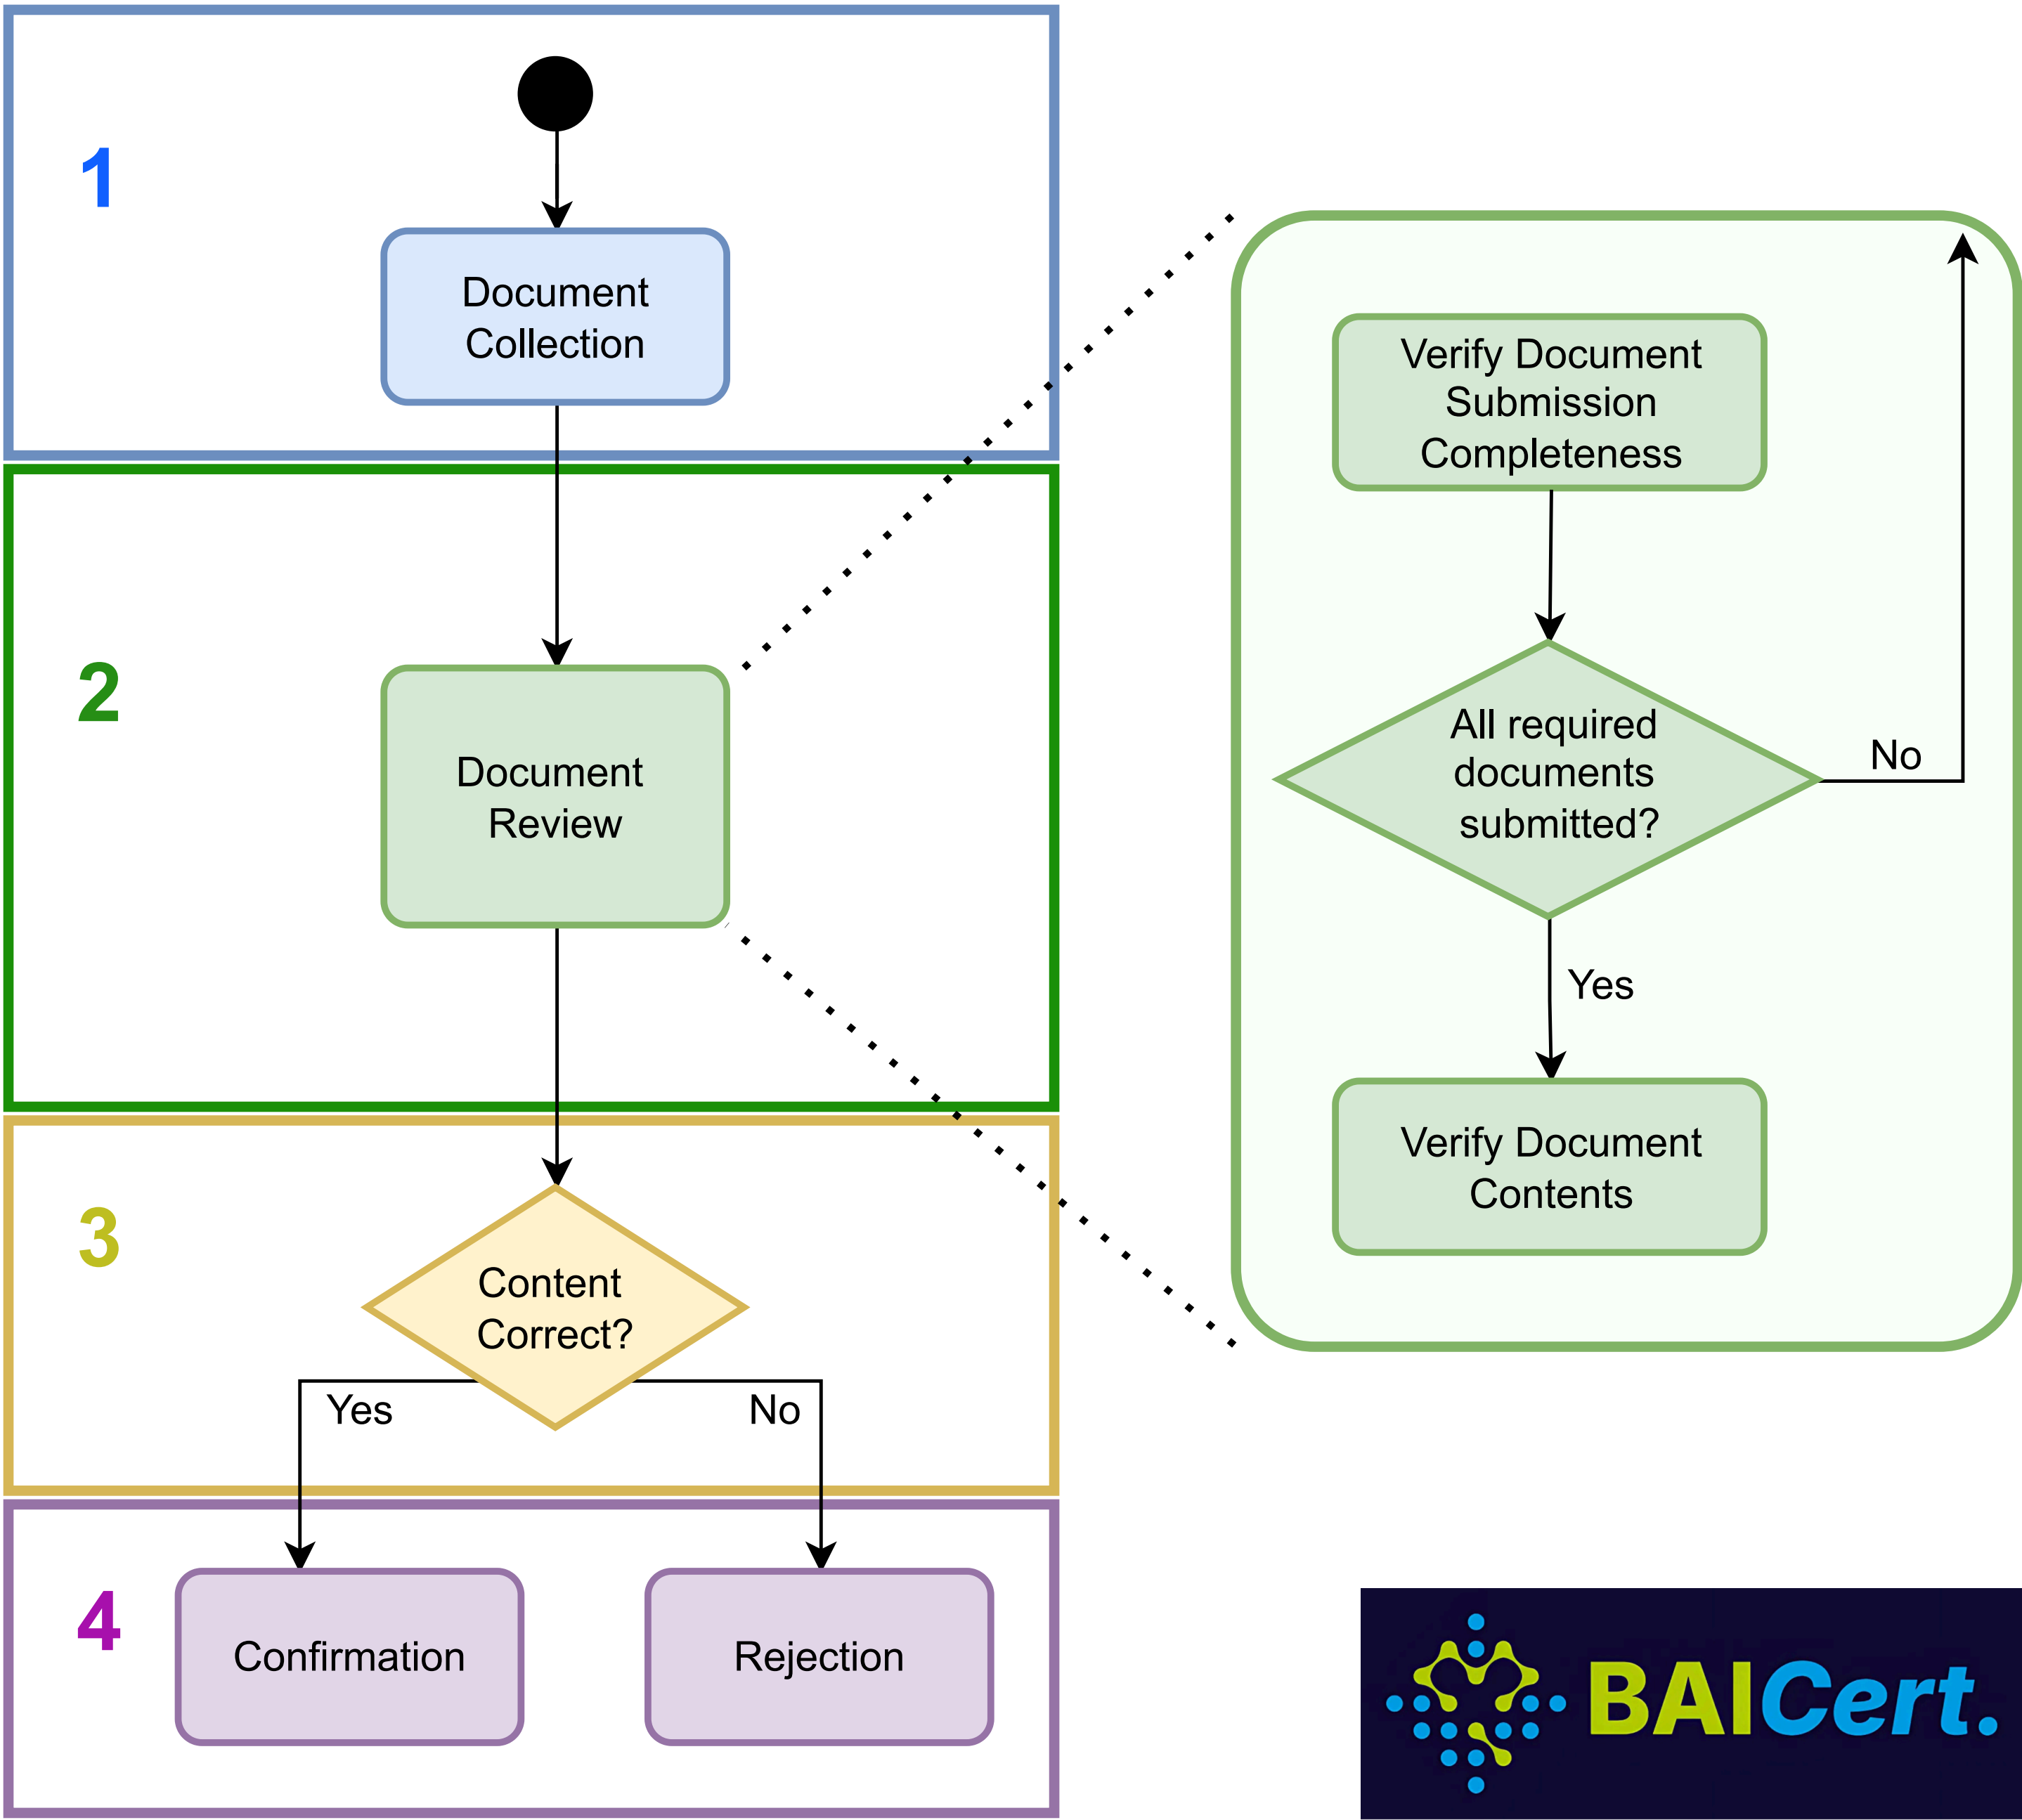 1
Document
Collection
2
Document
Review
3
Content
Correct?
Yes
No
4
Confirmation
Rejection
Verify Document
Submission
Completeness
All required
documents
submitted?
No
Yes
Verify Document
Contents
BAICert.